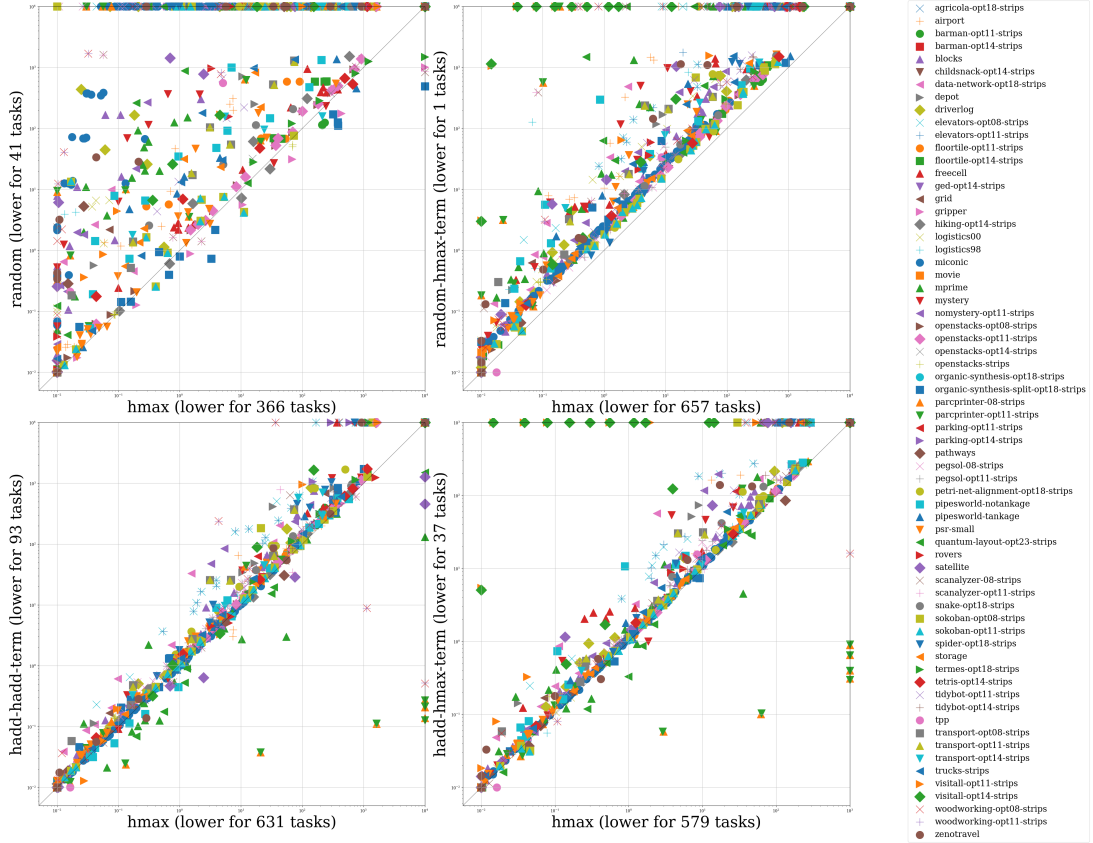 random (lower for 41 tasks)
hmax (lower for 366 tasks)
random-hmax-term (lower for 1 tasks)
hmax (lower for 657 tasks)
hadd-hadd-term (lower for 93 tasks)
hmax (lower for 631 tasks)
hadd-hmax-term (lower for 37 tasks)
hmax (lower for 579 tasks)
agricola-opt18-strips
airport
barman-opt11-strips
barman-opt14-strips
blocks
childsnack-opt14-strips
data-network-opt18-strips
depot
driverlog
elevators-opt08-strips
elevators-opt11-strips
floortile-opt11-strips
floortile-opt14-strips
freecell
ged-opt14-strips
grid
gripper
hiking-opt14-strips
logistics00
logistics98
miconic
movie
mprime
mystery
nomystery-opt11-strips
openstacks-opt08-strips
openstacks-opt11-strips
openstacks-opt14-strips
openstacks-strips
organic-synthesis-opt18-strips
organic-synthesis-split-opt18-strips
parcprinter-08-strips
parcprinter-opt11-strips
parking-opt11-strips
parking-opt14-strips
pathways
pegsol-08-strips
pegsol-opt11-strips
petri-net-alignment-opt18-strips
pipesworld-notankage
pipesworld-tankage
psr-small
quantum-layout-opt23-strips
rovers
satellite
scanalyzer-08-strips
scanalyzer-opt11-strips
snake-opt18-strips
sokoban-opt08-strips
sokoban-opt11-strips
spider-opt18-strips
storage
termes-opt18-strips
tetris-opt14-strips
tidybot-opt11-strips
tidybot-opt14-strips
tpp
transport-opt08-strips
transport-opt11-strips
transport-opt14-strips
trucks-strips
visitall-opt11-strips
visitall-opt14-strips
woodworking-opt08-strips
woodworking-opt11-strips
zenotravel